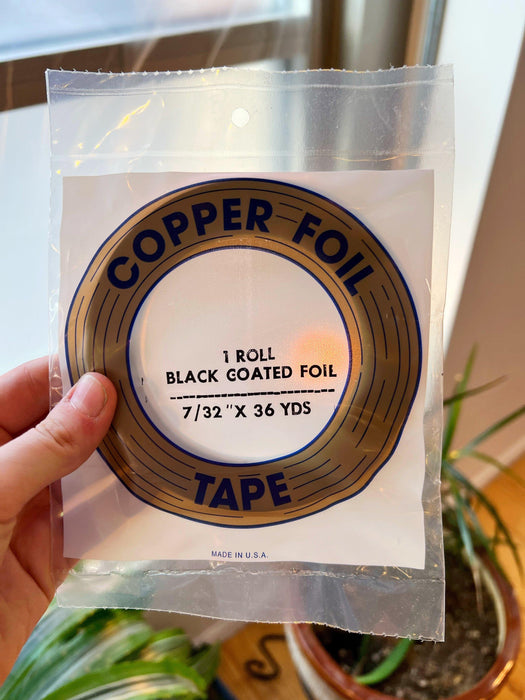 COPPER FOIL
1 ROLL
BLACK COATED FOIL
7/32 "X 36 YDS
TAPE
MADE IN U.S.A.